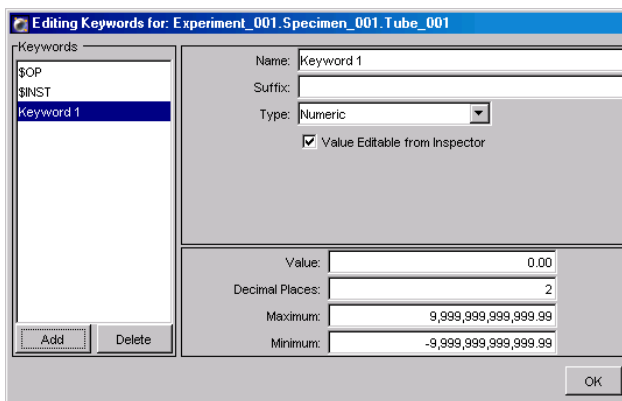 Editing Keywords for: Experiment_001.Specimen_001.Tube_001
Keywords
$OP
$INST
Keyword 1
Add Delete
Name: Keyword 1
Suffix:
Type: Numeric
Value Editable from Inspector
Value: 0.00
Decimal Places: 2
Maximum: 9,999,999,999,999.99
Minimum: -9,999,999,999,999.99
OK